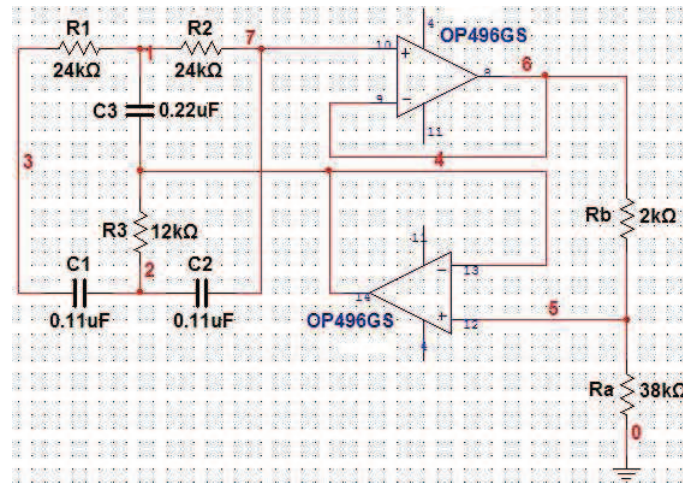 R1
24kΩ
1
R2
24kΩ
7
10
4
OP496GS
8
6
9
11
C3
0.22uF
3
4
R3
12kΩ
Rb
2kΩ
2
C1
0.11uF
C2
0.11uF
11
13
14
12
OP496GS
4
5
Ra
38kΩ
0